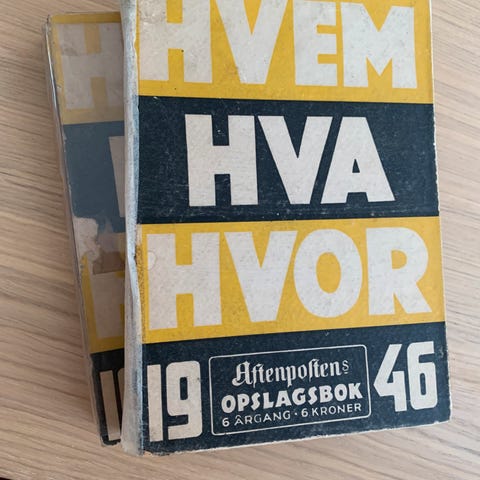 HVEM
HVA
HVOR
19 Aftenpostens 46
OPSLAGSBOK
6 ÅRGANG · 6 KRONER